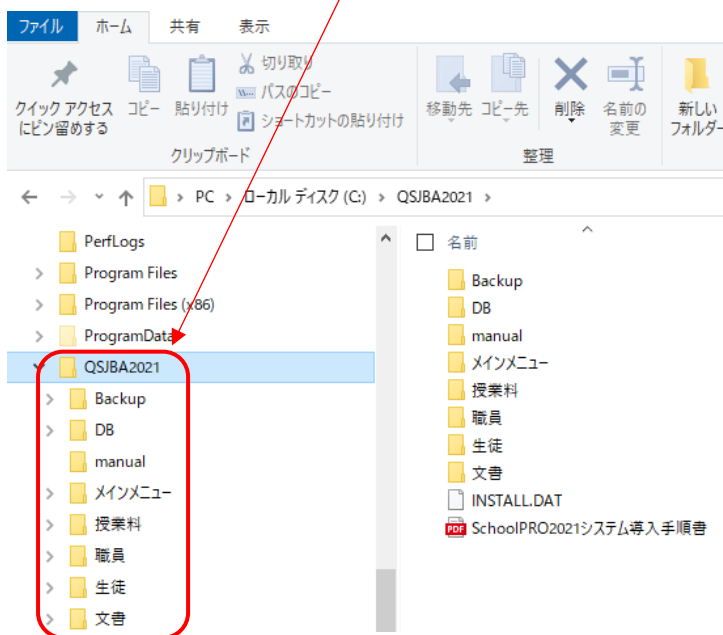 ファイル ホーム 共有 表示
クイック アクセス
にピン留めする
コピー
貼り付け
切り取り
パスのコピー
ショートカットの貼り付け
クリップボード
移動先
コピー先
削除
名前の
変更
整理
新しい
フォルダー
PC › ローカル ディスク (C:) › QSJBA2021 ›
PerfLogs
Program Files
Program Files (x86)
ProgramData
QSJBA2021
Backup
DB
manual
メインメニュー
授業料
職員
生徒
文書
名前
Backup
DB
manual
メインメニュー
授業料
職員
生徒
文書
INSTALL.DAT
PDF SchoolPRO2021システム導入手順書